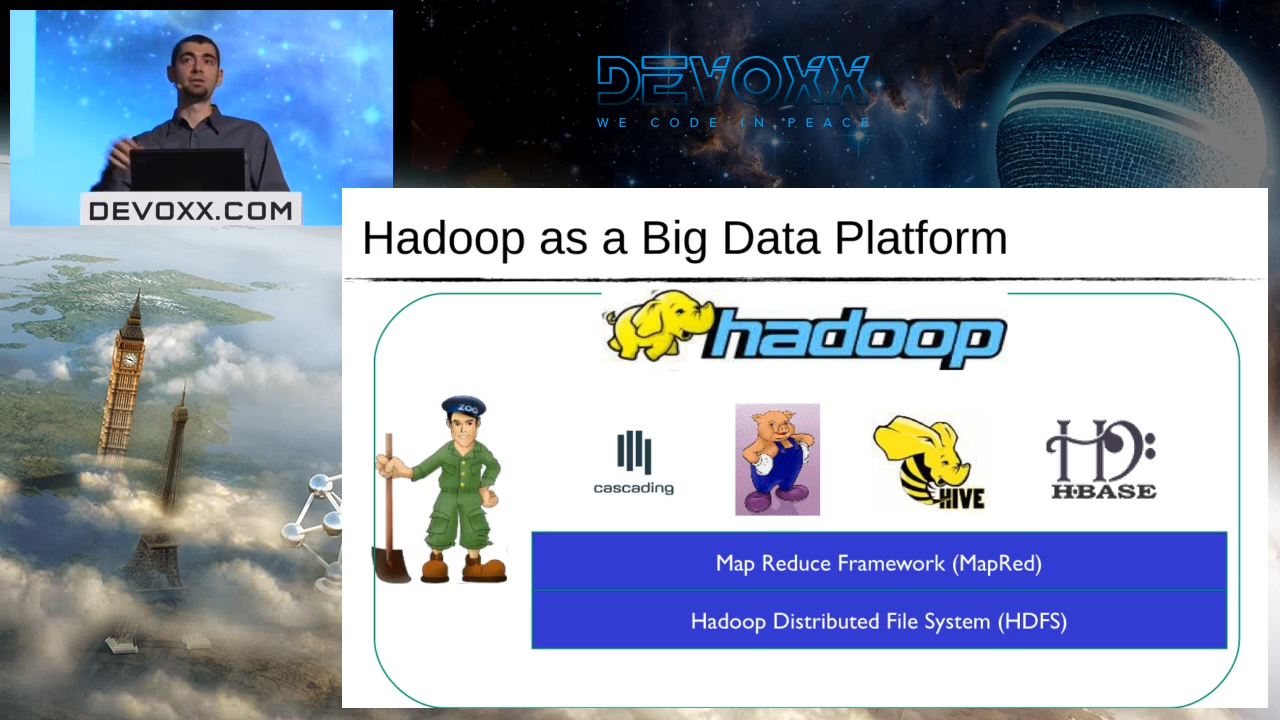 DEVOXX
WE CODE IN PEACE
DEVOXX.COM
Hadoop as a Big Data Platform
hadoop
ZOO
cascading
HIVE
HBASE
Map Reduce Framework (MapRed)
Hadoop Distributed File System (HDFS)